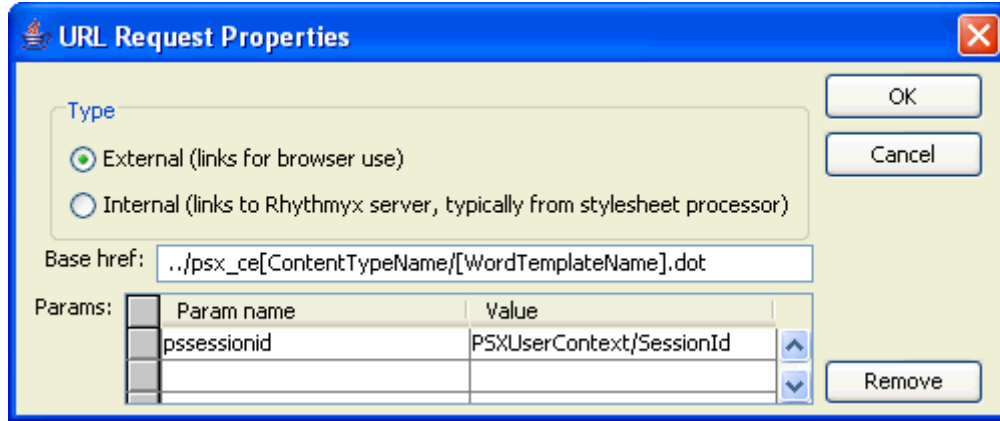 URL Request Properties
OK
Type
External (links for browser use)
Cancel
Internal (links to Rhythmyx server, typically from stylesheet processor)
Base href: ../psx_ce[ContentTypeName/[WordTemplateName].dot
Params: Param name Value
pssessionid PSXUserContext/SessionId
Remove